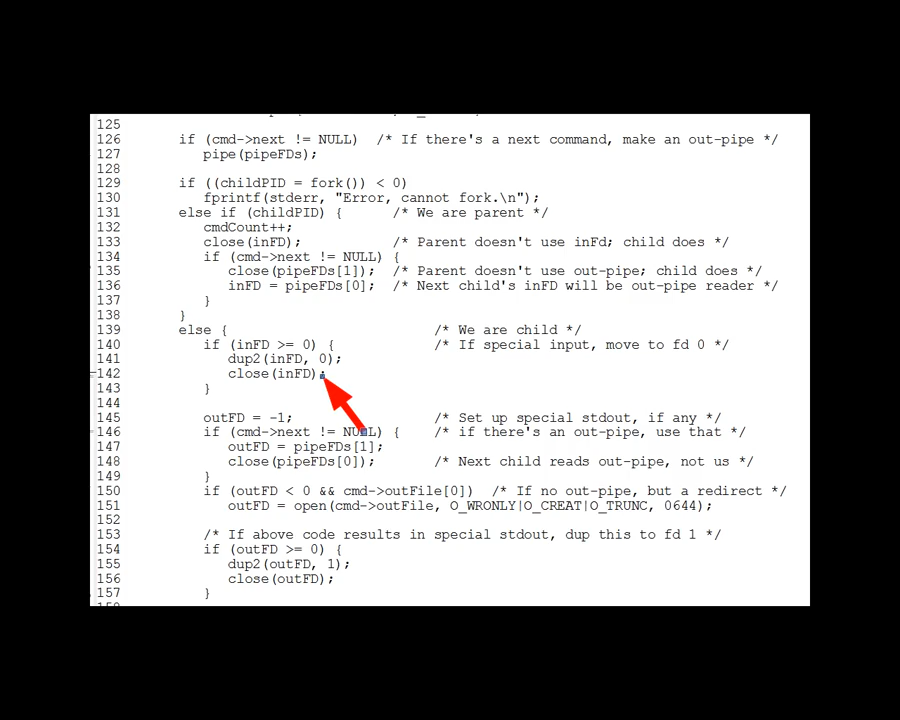 125
126 if (cmd->next != NULL) /* If there's a next command, make an out-pipe */
127 pipe(pipeFDs);
128
129 if ((childPID = fork()) < 0)
130 fprintf(stderr, "Error, cannot fork.\n");
131 else if (childPID) { /* We are parent */
132 cmdCount++;
133 close(inFD); /* Parent doesn't use inFd; child does */
134 if (cmd->next != NULL) {
135 close(pipeFDs[1]); /* Parent doesn't use out-pipe; child does */
136 inFD = pipeFDs[0]; /* Next child's inFD will be out-pipe reader */
137 }
138 }
139 else { /* We are child */
140 if (inFD >= 0) { /* If special input, move to fd 0 */
141 dup2(inFD, 0);
142 close(inFD);
143 }
144
145 outFD = -1; /* Set up special stdout, if any */
146 if (cmd->next != NULL) { /* if there's an out-pipe, use that */
147 outFD = pipeFDs[1];
148 close(pipeFDs[0]); /* Next child reads out-pipe, not us */
149 }
150 if (outFD < 0 && cmd->outFile[0]) /* If no out-pipe, but a redirect */
151 outFD = open(cmd->outFile, O_WRONLY|O_CREAT|O_TRUNC, 0644);
152
153 /* If above code results in special stdout, dup this to fd 1 */
154 if (outFD >= 0) {
155 dup2(outFD, 1);
156 close(outFD);
157 }